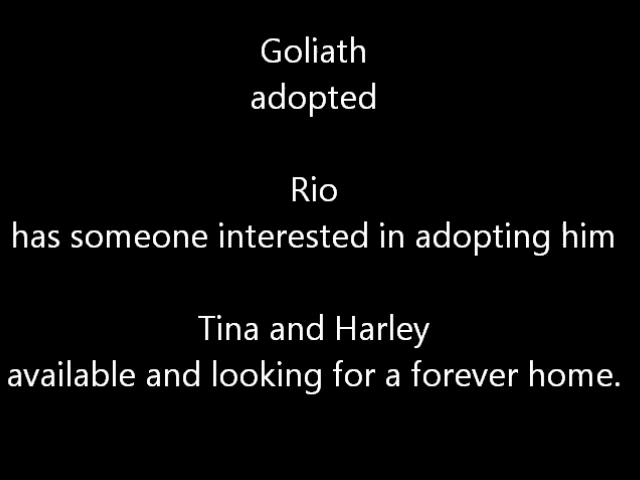 Goliath
adopted
Rio
has someone interested in adopting him
Tina and Harley
available and looking for a forever home.